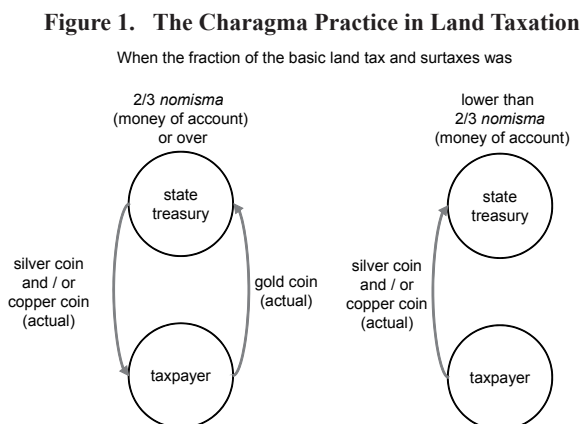 Figure 1. The Charagma Practice in Land Taxation
When the fraction of the basic land tax and surtaxes was
2/3 nomisma
(money of account)
or over
state
treasury
silver coin
and / or
copper coin
(actual)
gold coin
(actual)
taxpayer
lower than
2/3 nomisma
(money of account)
state
treasury
silver coin
and / or
copper coin
(actual)
taxpayer